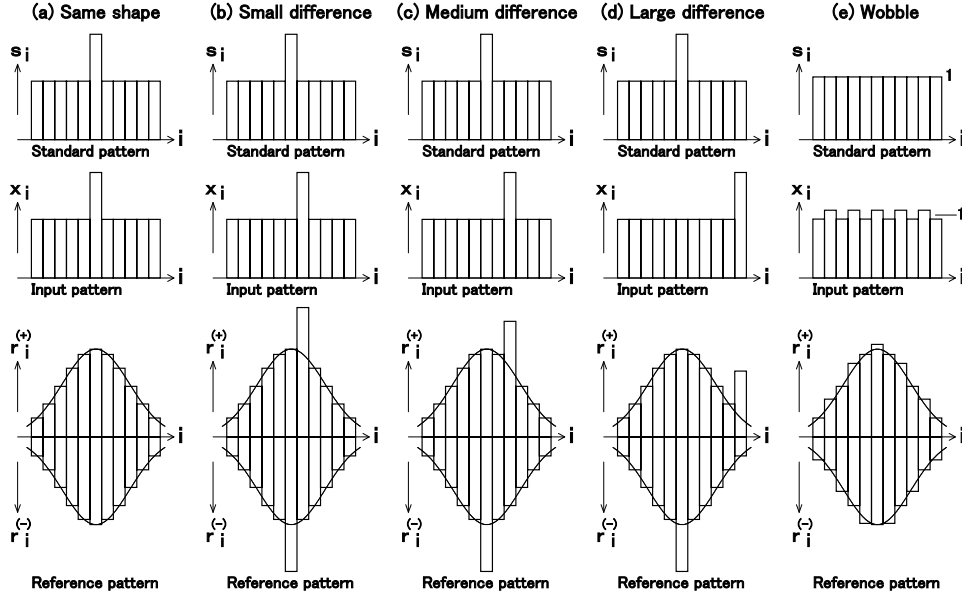 (a) Same shape
(b) Small difference
(c) Medium difference
(d) Large difference
(e) Wobble
s i
s i
s i
s i
s i
1
i
i
i
i
i
Standard pattern
Standard pattern
Standard pattern
Standard pattern
Standard pattern
x i
x i
x i
x i
x i
1
i
i
i
i
i
Input pattern
Input pattern
Input pattern
Input pattern
Input pattern
r i (+)
r i (+)
r i (+)
r i (+)
r i (+)
i
i
i
i
i
r i (-)
r i (-)
r i (-)
r i (-)
r i (-)
Reference pattern
Reference pattern
Reference pattern
Reference pattern
Reference pattern